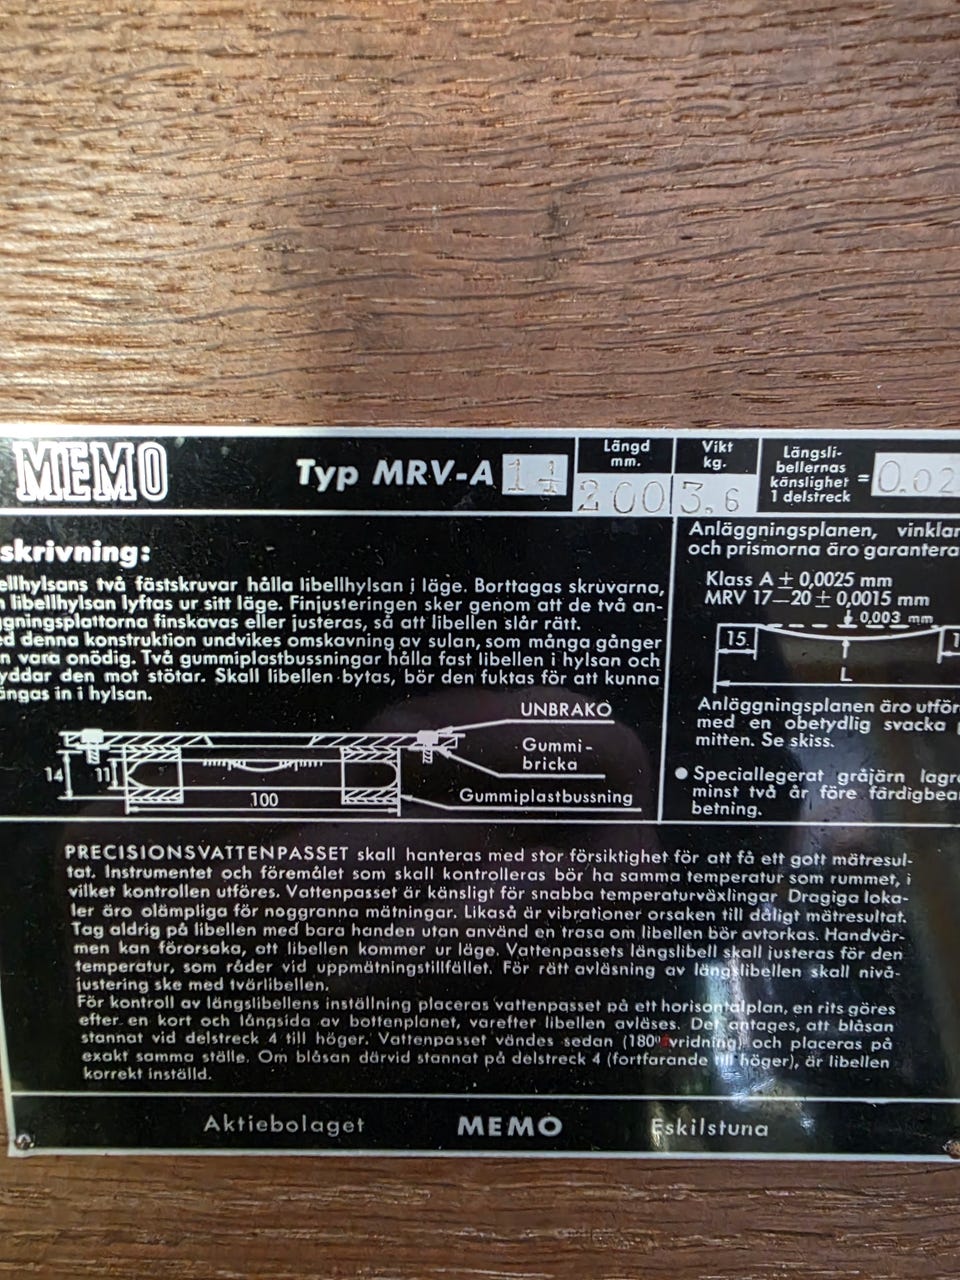 MEMO
Typ MRV-A 14
Längd
mm.
200
Vikt
kg.
3.6
Längsli-
bellernas
känslighet
1 delstreck
= 0.02
skrivning:
ellhylsans två fästskruvar hålla libellhylsan i läge. Borttagas skruvarna,
n libellhylsan lyftas ur sitt läge. Finjusteringen sker genom att de två an-
ggningsplattorna finskavas eller justeras, så att libellen slår rätt.
ed denna konstruktion undvikes omskavning av sulan, som många gånger
n vara onödig. Två gummiplastbussningar hålla fast libellen i hylsan och
yddar den mot stötar. Skall libellen bytas, bör den fuktas för att kunna
ängas in i hylsan.
UNBRAKO
Gummi-
bricka
Gummiplastbussning
14
11
100
Anläggningsplanen, vinklar
och prismorna äro garantera
Klass A ± 0,0025 mm
MRV 17—20 ± 0,0015 mm
0,003 mm
15
1
L
Anläggningsplanen äro utför
med en obetydlig svacka p
mitten. Se skiss.
● Speciallegerat gråjärn lagra
minst två år före färdigbear
betning.
PRECISIONSVATTENPASSET skall hanteras med stor försiktighet för att få ett gott mätresul-
tat. Instrumentet och föremålet som skall kontrolleras bör ha samma temperatur som rummet, i
vilket kontrollen utföres. Vattenpasset är känsligt för snabba temperaturväxlingar Dragiga loka-
ler äro olämpliga för noggranna mätningar. Likaså är vibrationer orsaken till dåligt mätresultat.
Tag aldrig på libellen med bara handen utan använd en trasa om libellen bör avtorkas. Handvär-
men kan förorsaka, att libellen kommer ur läge. Vattenpassets längslibell skall justeras för den
temperatur, som råder vid uppmätningstillfället. För rätt avläsning av längslibellen skall nivå-
justering ske med tvärlibellen.
För kontroll av längslibellens inställning placeras vattenpasset på ett horisontalplan, en rits göres
efter en kort och långsida av bottenplanet, varefter libellen avläses. Det antages, att blåsan
stannat vid delstreck 4 till höger. Vattenpasset vändes sedan (180° vridning) och placeras på
exakt samma ställe. Om blåsan därvid stannat på delstreck 4 (fortfarande till höger), är libellen
korrekt inställd.
Aktiebolaget MEMO Eskilstuna